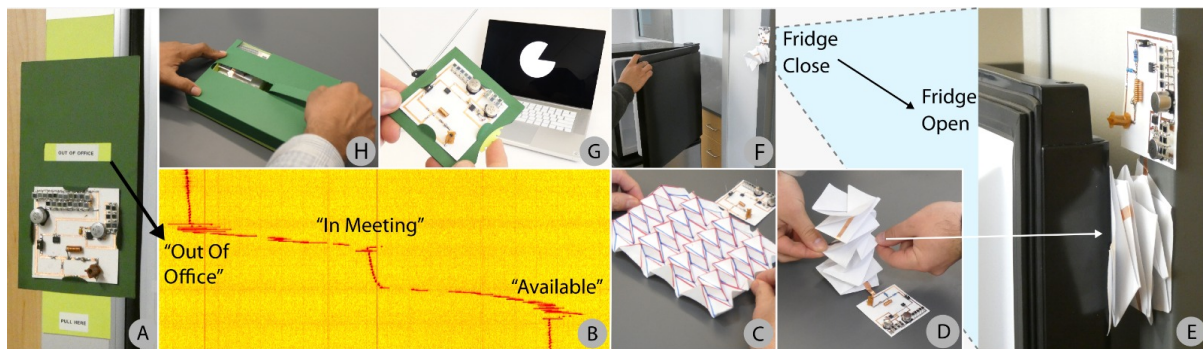 OUT OF OFFICE
PULL HERE
A
H
G
"Out Of
Office"
"In Meeting"
"Available"
B
F
Fridge
Close
Fridge
Open
C
D
E